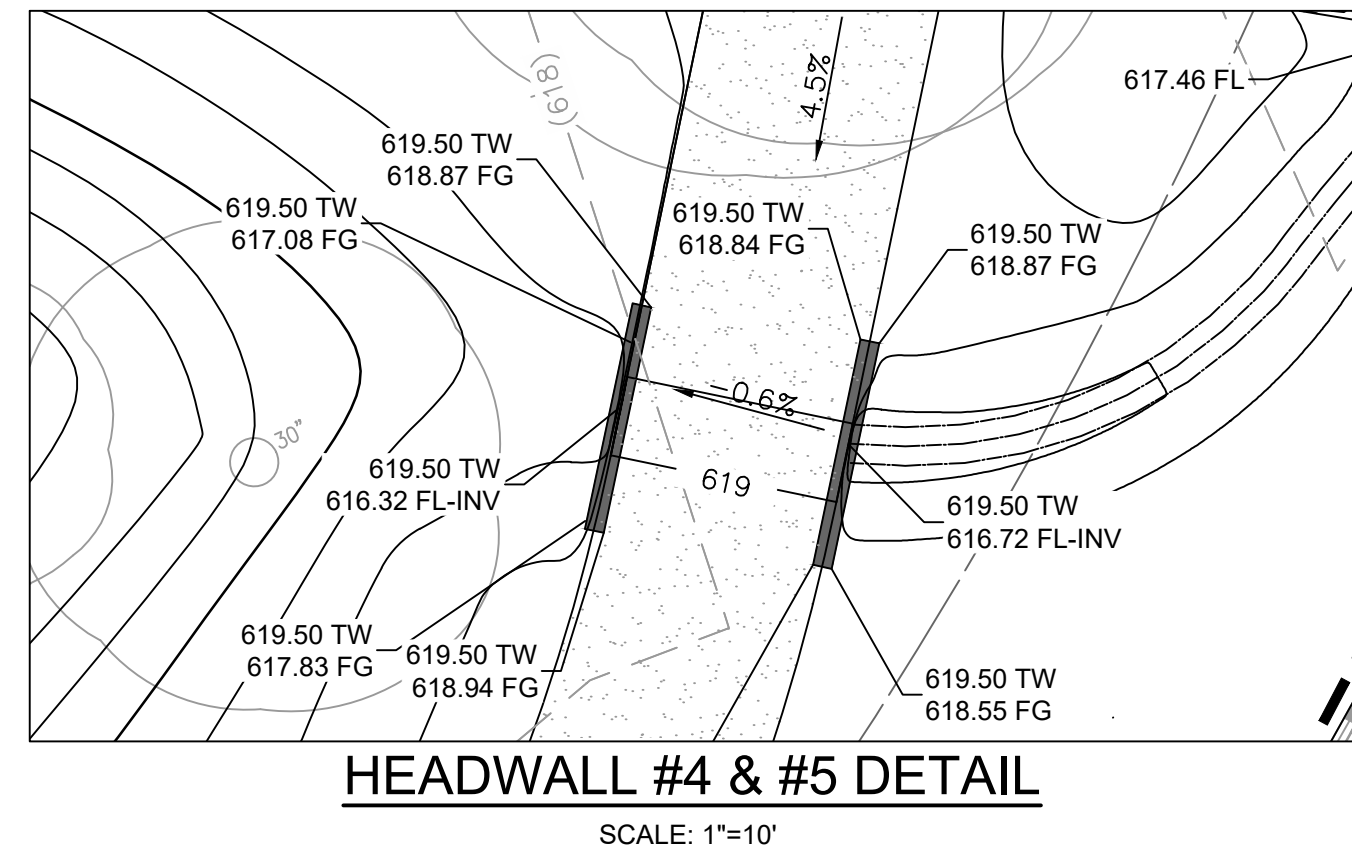 (618)
4.5%
617.46 FL
619.50 TW
618.87 FG
619.50 TW
617.08 FG
619.50 TW
618.84 FG
619.50 TW
618.87 FG
-0.6%
30"
619.50 TW
616.32 FL-INV
619
619.50 TW
616.72 FL-INV
619.50 TW
617.83 FG
619.50 TW
618.94 FG
619.50 TW
618.55 FG
HEADWALL #4 & #5 DETAIL
SCALE: 1"=10'